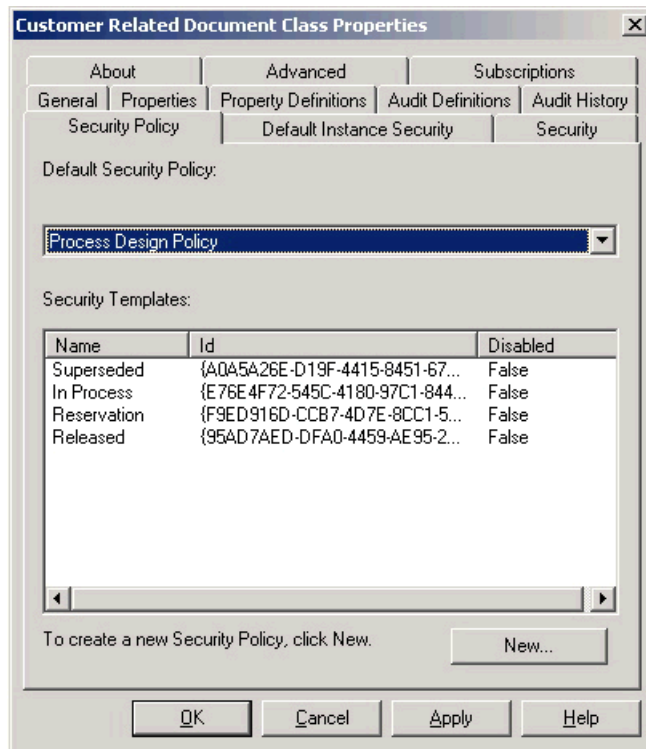 Customer Related Document Class Properties
About Advanced Subscriptions
General Properties Property Definitions Audit Definitions Audit History
Security Policy Default Instance Security Security
Default Security Policy:
Process Design Policy
Security Templates:
Name Id Disabled
Superseded {A0A5A26E-D19F-4415-8451-67... False
In Process {E76E4F72-545C-4180-97C1-844... False
Reservation {F9ED916D-CCB7-4D7E-8CC1-5... False
Released {95AD7AED-DFA0-4459-AE95-2... False
To create a new Security Policy, click New. New...
OK Cancel Apply Help